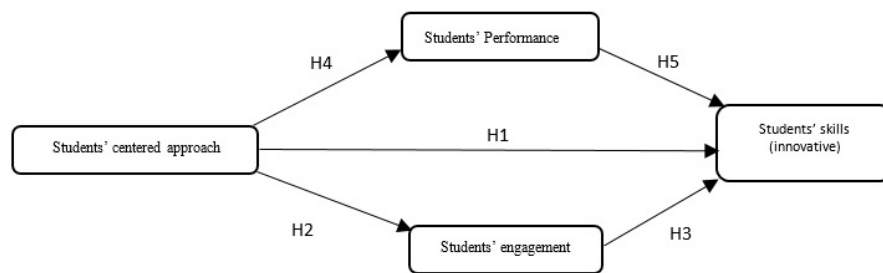 Students’ Performance
H4
H5
H1
Students’ centered approach
Students’ skills
(innovative)
H2
Students’ engagement
H3